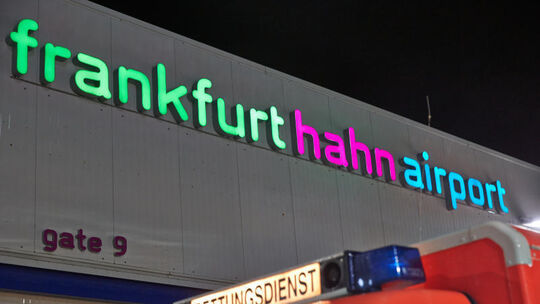 frankfurt hahn airport
gate 9
RETTUNGSDIENST